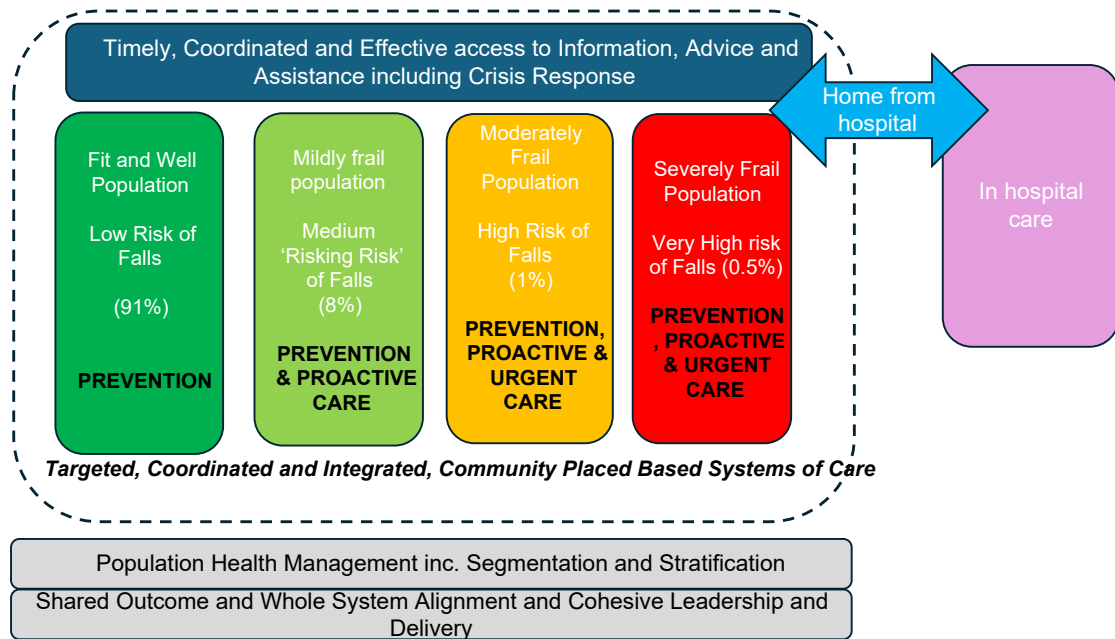 Timely, Coordinated and Effective access to Information, Advice and
Assistance including Crisis Response
Home from
hospital
In hospital
care
Fit and Well
Population
Low Risk of
Falls
(91%)
PREVENTION
Mildly frail
population
Medium
‘Risking Risk’
of Falls
(8%)
PREVENTION
& PROACTIVE
CARE
Moderately
Frail
Population
High Risk of
Falls
(1%)
PREVENTION,
PROACTIVE &
URGENT
CARE
Severely Frail
Population
Very High risk
of Falls (0.5%)
PREVENTION
, PROACTIVE
& URGENT
CARE
Targeted, Coordinated and Integrated, Community Placed Based Systems of Care
Population Health Management inc. Segmentation and Stratification
Shared Outcome and Whole System Alignment and Cohesive Leadership and
Delivery